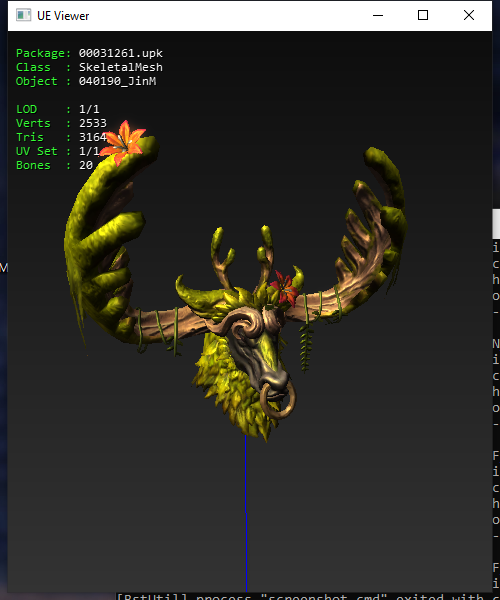 UE Viewer
Package: 00031261.upk
Class  : SkeletalMesh
Object : 040190_JinM
LOD    : 1/1
Verts  : 2533
Tris   : 3164
UV Set : 1/1
Bones  : 20
M
i
c
h
o
-
N
i
c
h
o
-
F
i
c
h
o
-
F
i
[BstUtil] process "screenshot.cmd" exited with c